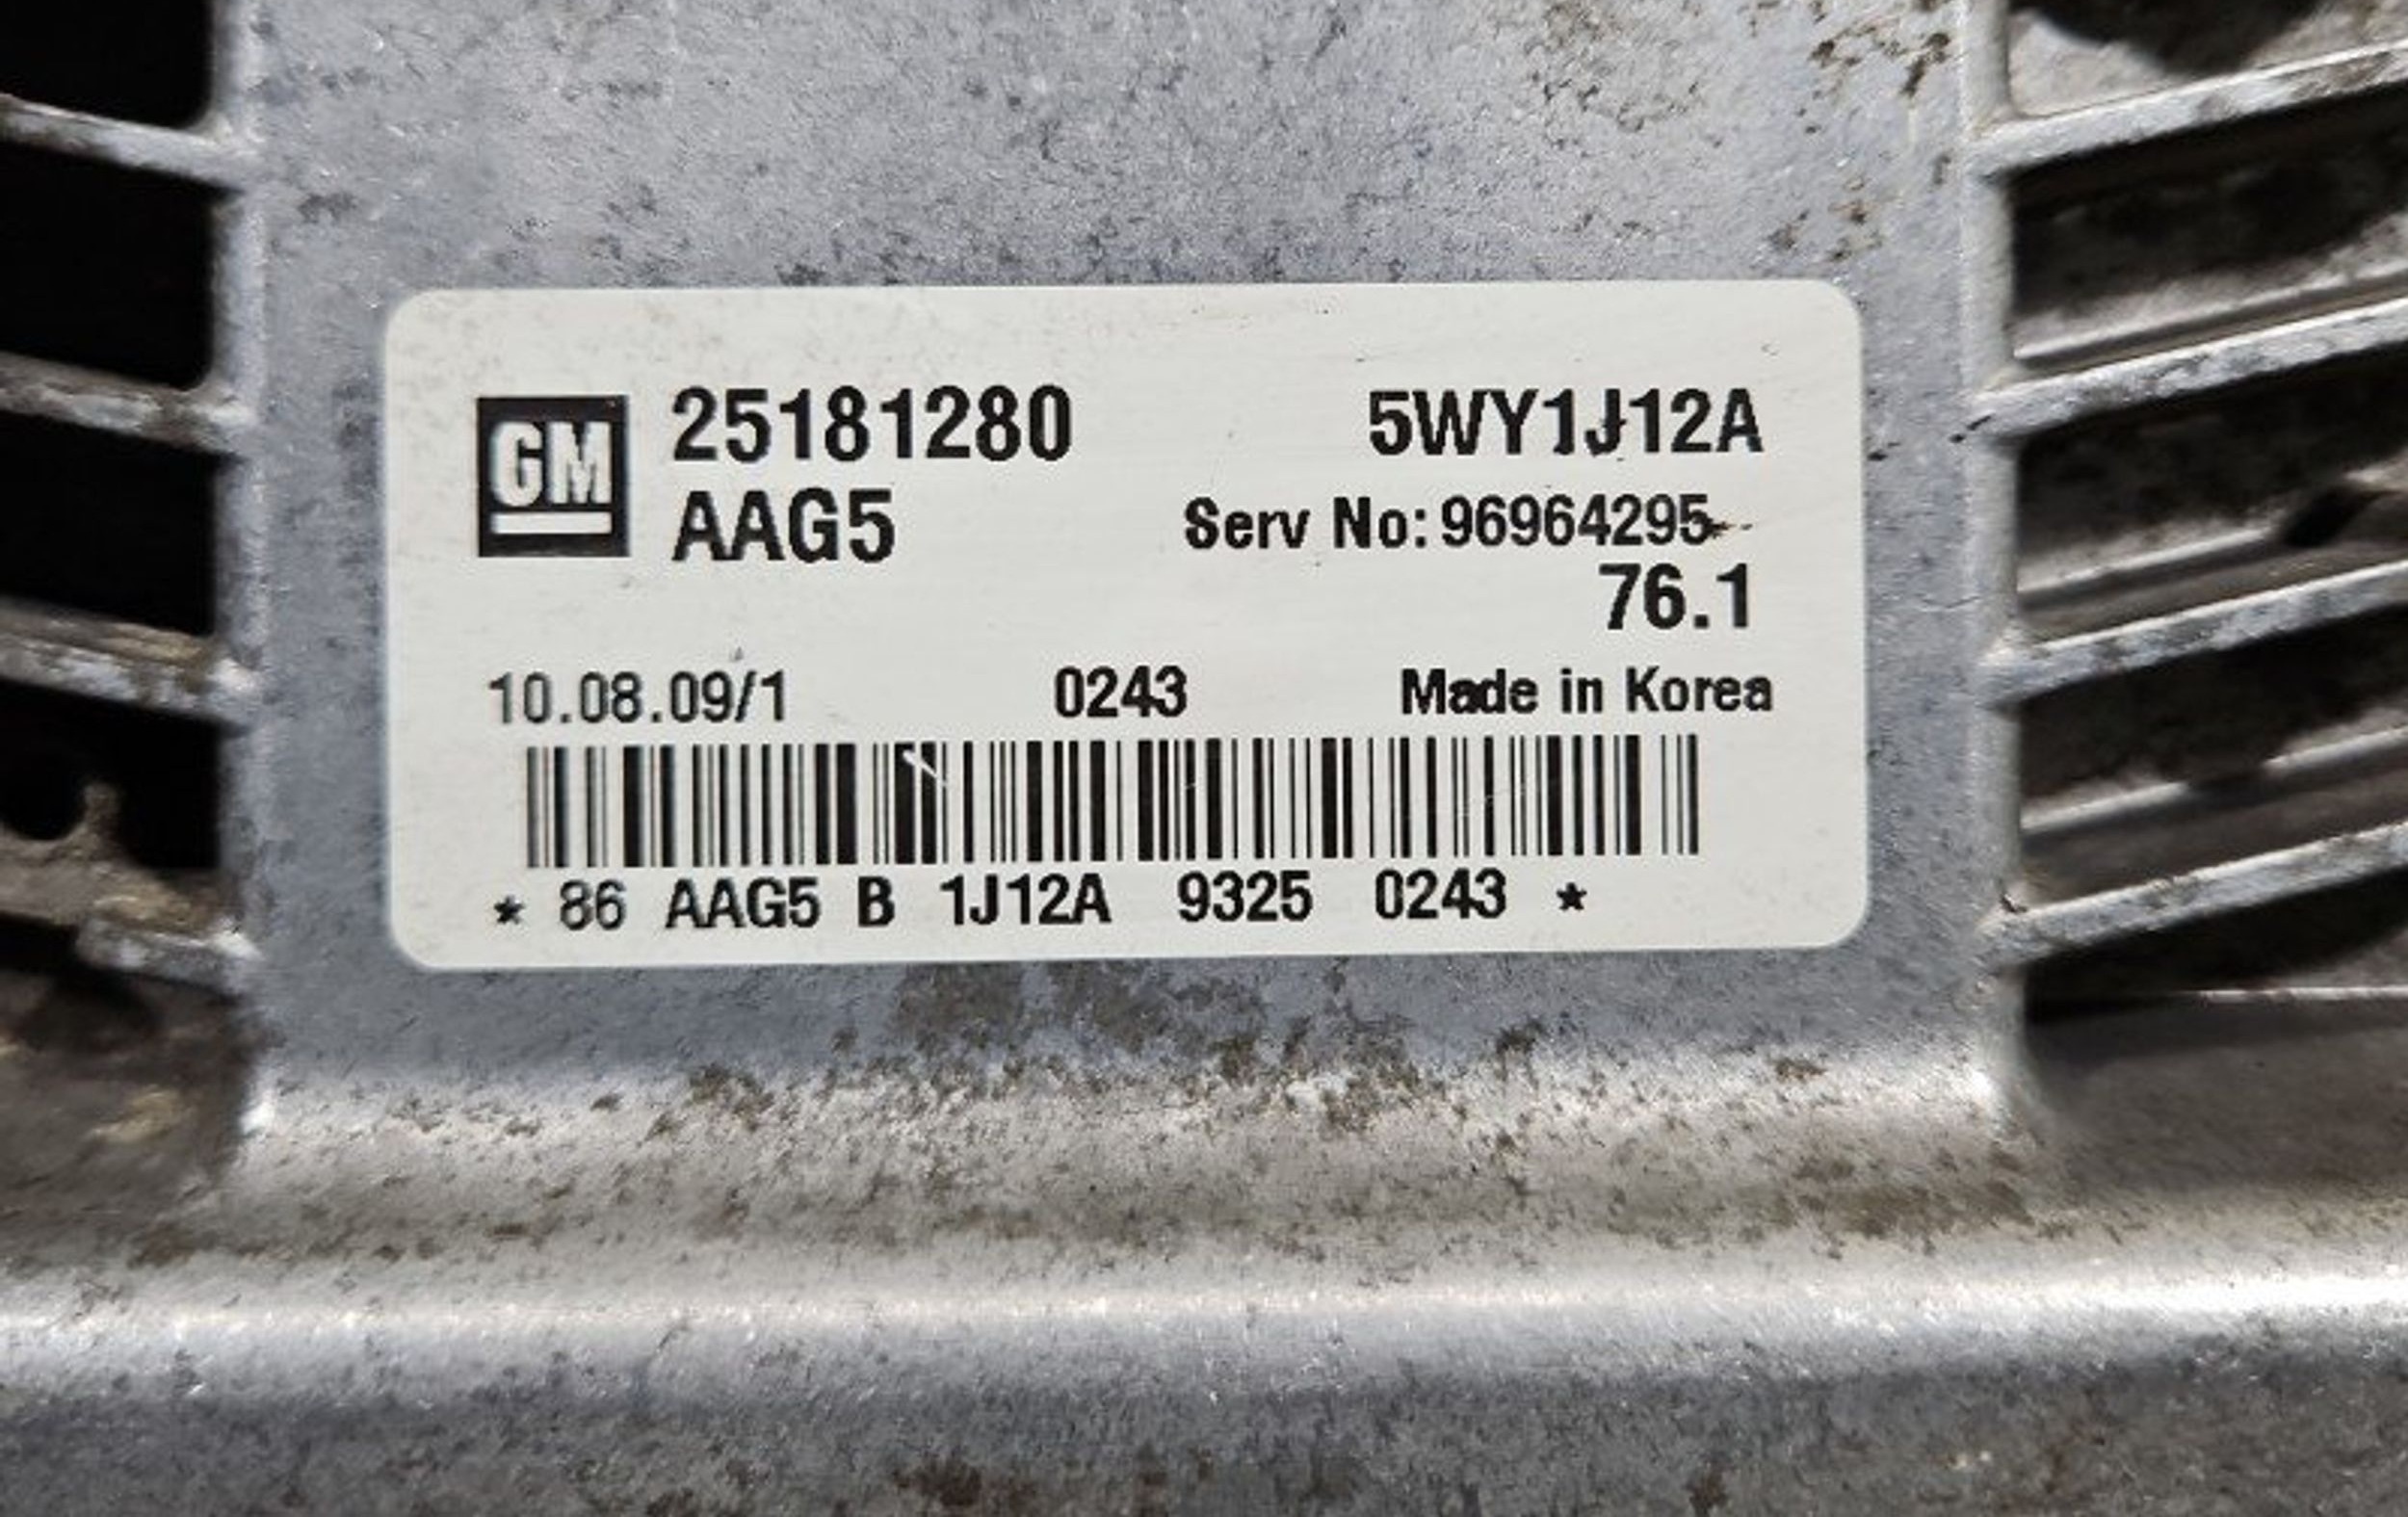 GM 25181280 5WY1J12A
AAG5 Serv No: 96964295
76.1
10.08.09/1 0243 Made in Korea
* 86 AAG5 B 1J12A 9325 0243 *